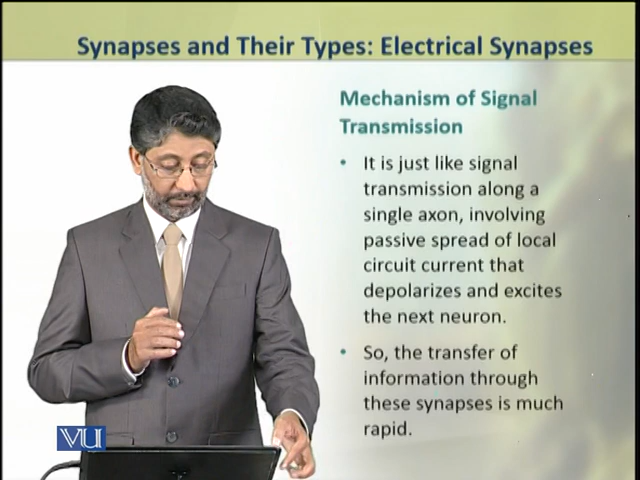 Synapses and Their Types: Electrical Synapses
Mechanism of Signal
Transmission
• It is just like signal
transmission along a
single axon, involving
passive spread of local
circuit current that
depolarizes and excites
the next neuron.
• So, the transfer of
information through
these synapses is much
rapid.
VU